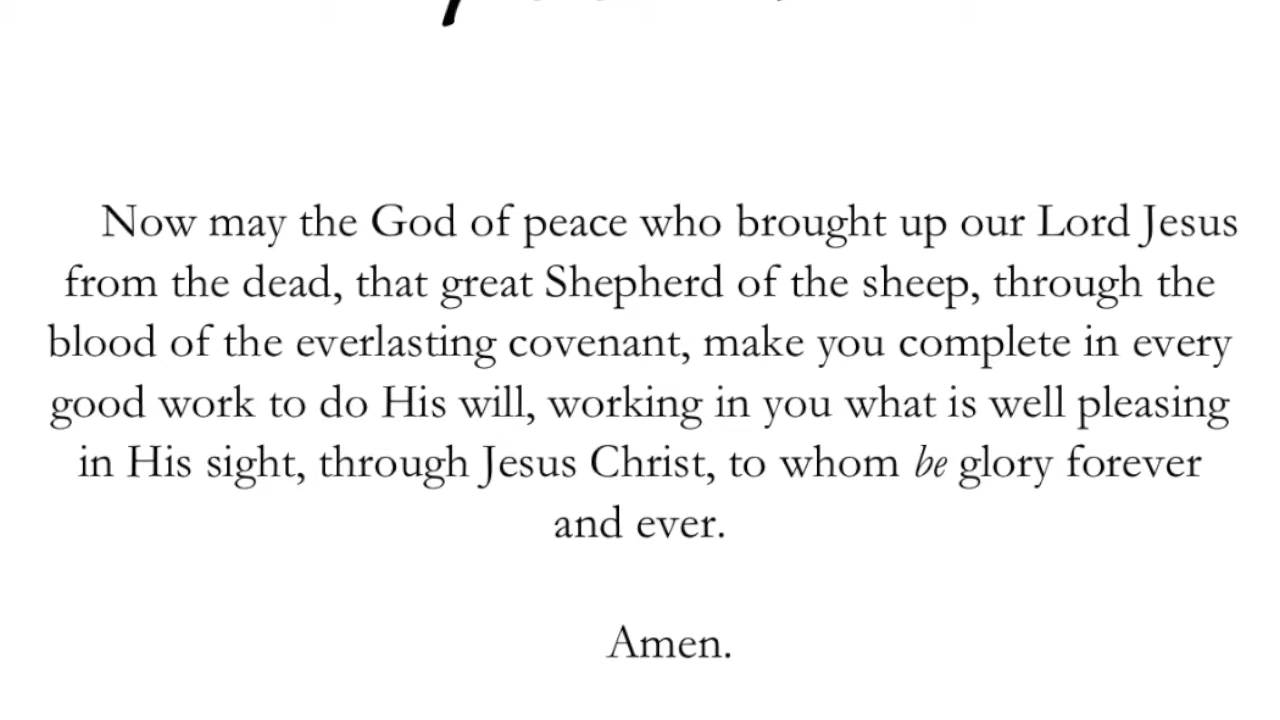 Now may the God of peace who brought up our Lord Jesus
from the dead, that great Shepherd of the sheep, through the
blood of the everlasting covenant, make you complete in every
good work to do His will, working in you what is well pleasing
in His sight, through Jesus Christ, to whom be glory forever
and ever.
Amen.